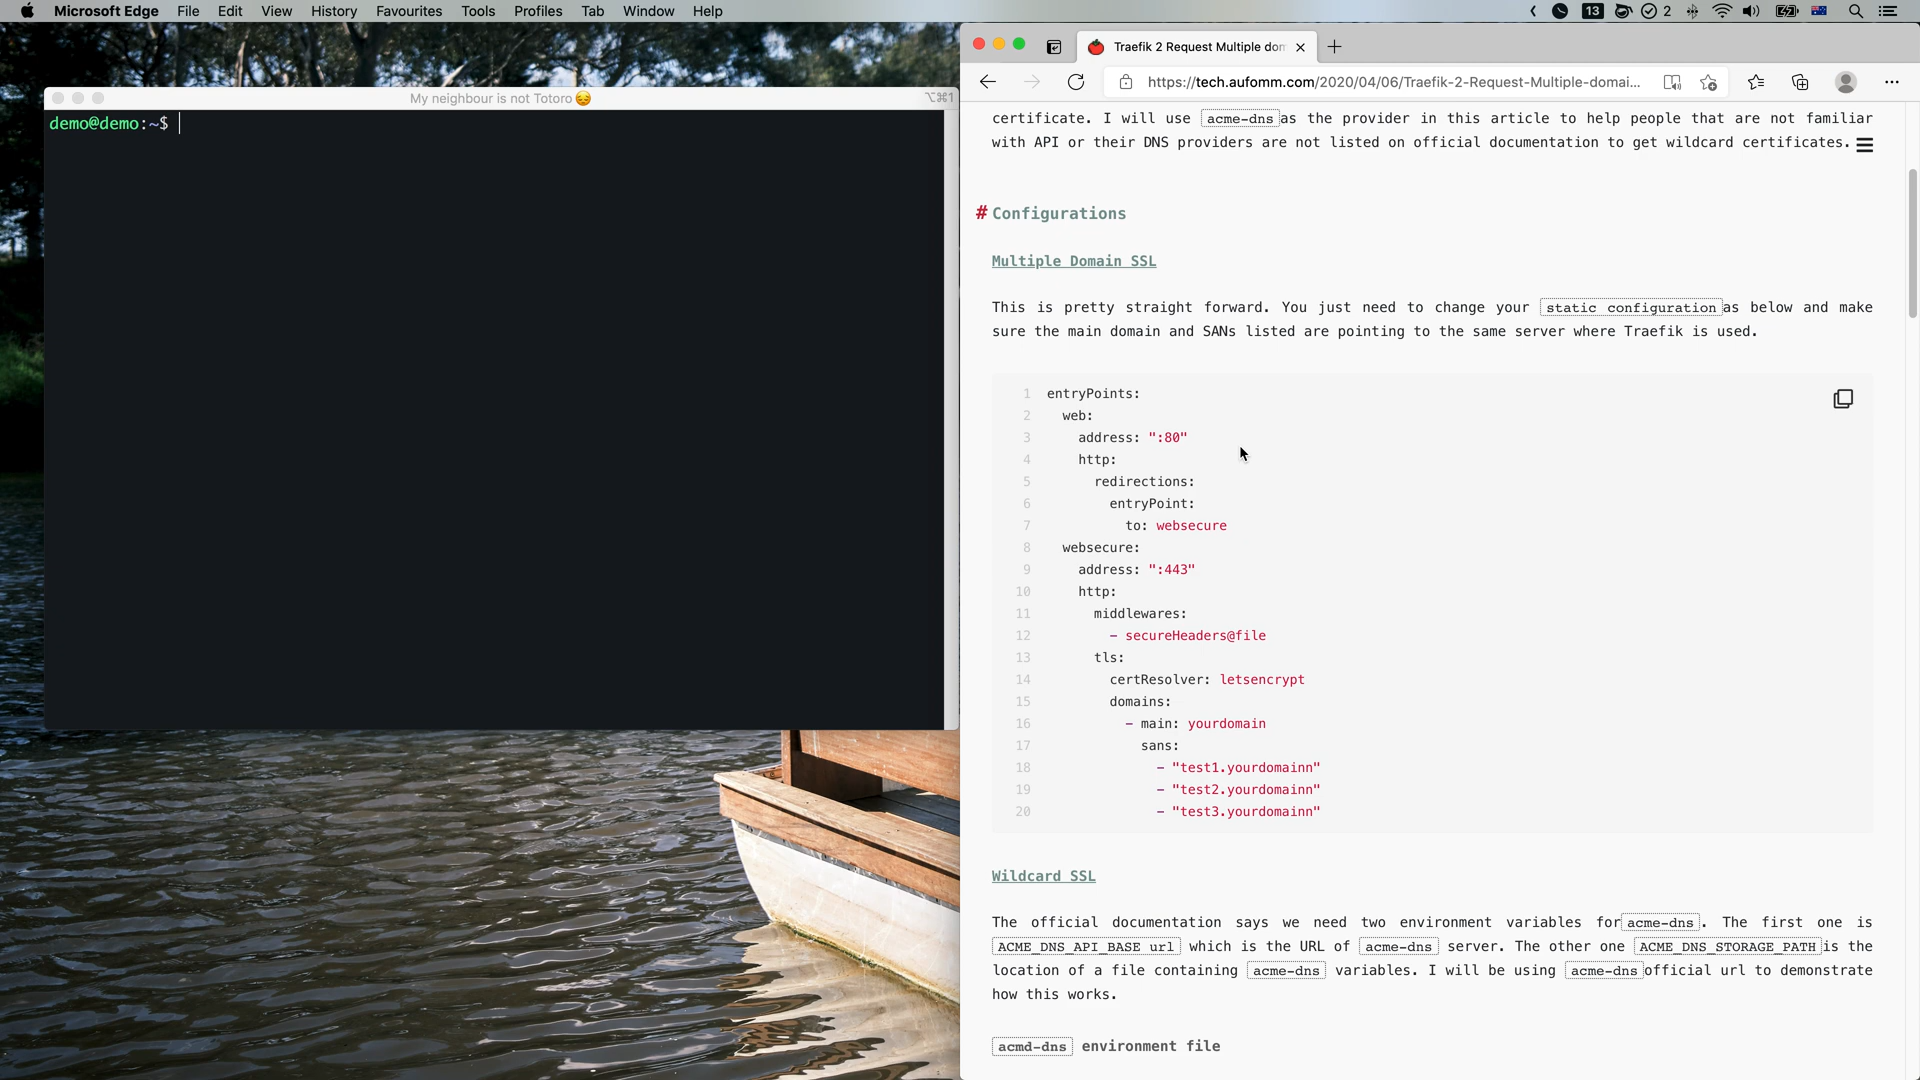 Microsoft Edge File Edit View History Favourites Tools Profiles Tab Window Help 13 2
My neighbour is not Totoro😔 ⌥⌘1
demo@demo:~$
Traefik 2 Request Multiple dom
https://tech.aufomm.com/2020/04/06/Traefik-2-Request-Multiple-domai...
certificate. I will use acme-dns as the provider in this article to help people that are not familiar
with API or their DNS providers are not listed on official documentation to get wildcard certificates.
# Configurations
Multiple Domain SSL
This is pretty straight forward. You just need to change your static configuration as below and make
sure the main domain and SANs listed are pointing to the same server where Traefik is used.
1 entryPoints:
2   web:
3     address: ":80"
4     http:
5       redirections:
6         entryPoint:
7           to: websecure
8   websecure:
9     address: ":443"
10     http:
11       middlewares:
12         - secureHeaders@file
13       tls:
14         certResolver: letsencrypt
15         domains:
16           - main: yourdomain
17             sans:
18               - "test1.yourdomainn"
19               - "test2.yourdomainn"
20               - "test3.yourdomainn"
Wildcard SSL
The official documentation says we need two environment variables for acme-dns. The first one is
ACME_DNS_API_BASE url which is the URL of acme-dns server. The other one ACME_DNS_STORAGE_PATH is the
location of a file containing acme-dns variables. I will be using acme-dns official url to demonstrate
how this works.
acmd-dns environment file